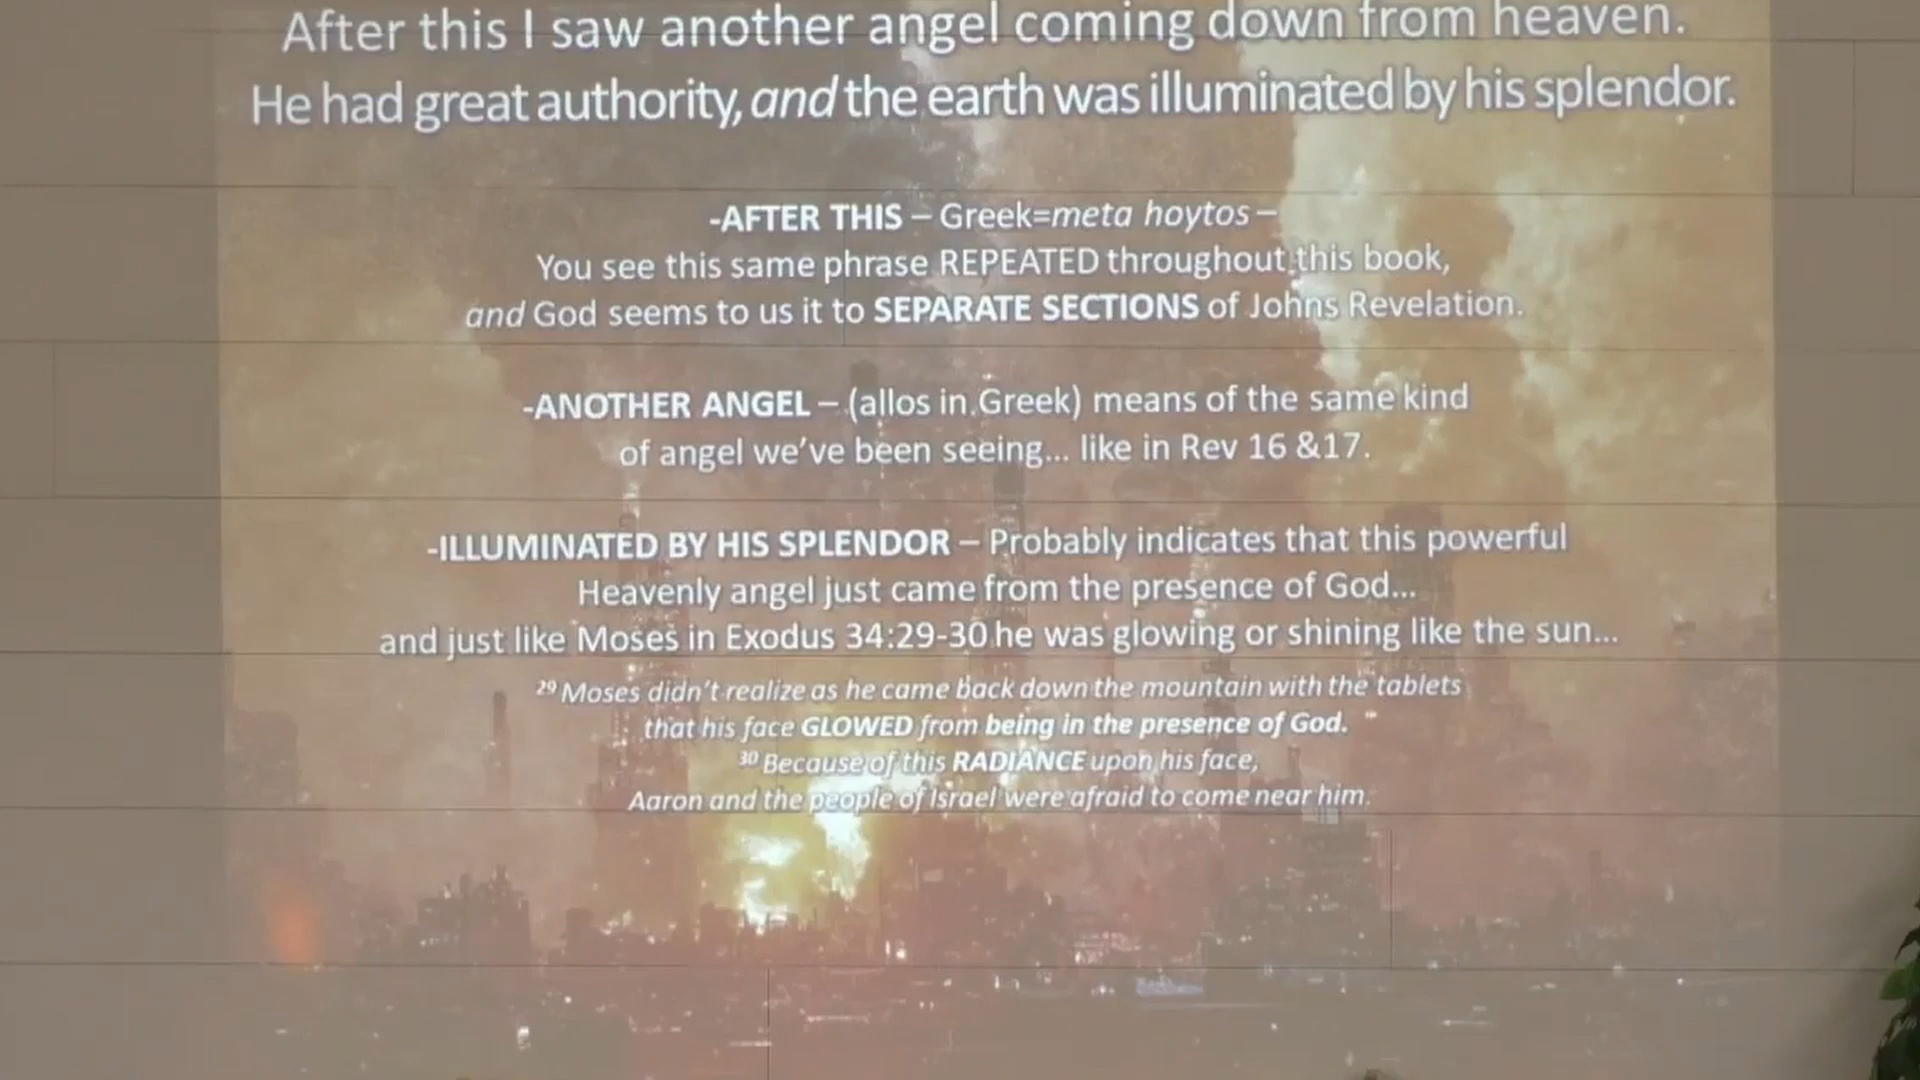 After this I saw another angel coming down from heaven.
He had great authority, and the earth was illuminated by his splendor.
-AFTER THIS – Greek=meta hoytos –
You see this same phrase REPEATED throughout this book,
and God seems to us it to SEPARATE SECTIONS of Johns Revelation.
-ANOTHER ANGEL – (allos in Greek) means of the same kind
of angel we've been seeing... like in Rev 16 &17.
-ILLUMINATED BY HIS SPLENDOR – Probably indicates that this powerful
Heavenly angel just came from the presence of God...
and just like Moses in Exodus 34:29-30 he was glowing or shining like the sun...
29 Moses didn't realize as he came back down the mountain with the tablets
that his face GLOWED from being in the presence of God.
30 Because of this RADIANCE upon his face,
Aaron and the people of Israel were afraid to come near him.